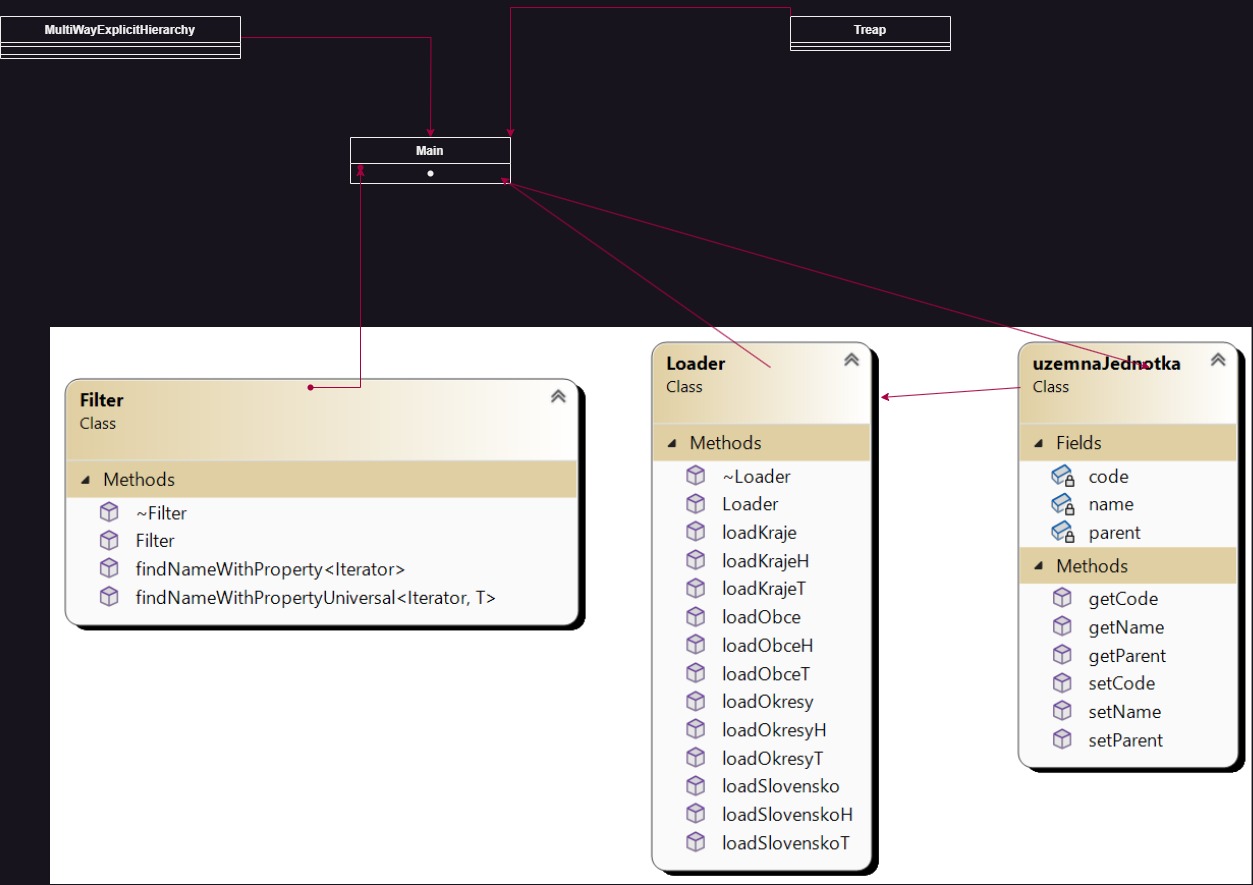 MultiWayExplicitHierarchy
Treap
Main
Filter
Class
Methods
~Filter
Filter
findNameWithProperty<Iterator>
findNameWithPropertyUniversal<Iterator, T>
Loader
Class
Methods
~Loader
Loader
loadKraje
loadKrajeH
loadKrajeT
loadObce
loadObceH
loadObceT
loadOkresy
loadOkresyH
loadOkresyT
loadSlovensko
loadSlovenskoH
loadSlovenskoT
uzemnaJednotka
Class
Fields
code
name
parent
Methods
getCode
getName
getParent
setCode
setName
setParent